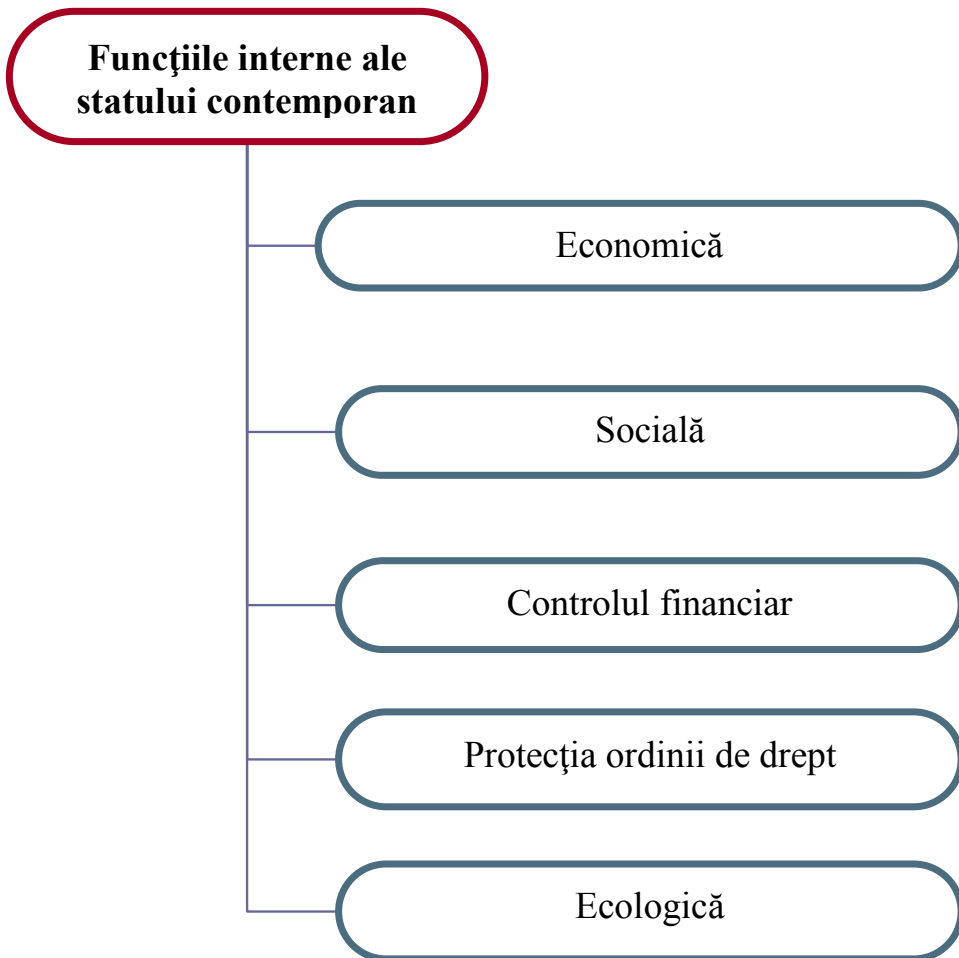 Funcţiile interne ale
statului contemporan
Economică
Socială
Controlul financiar
Protecţia ordinii de drept
Ecologică